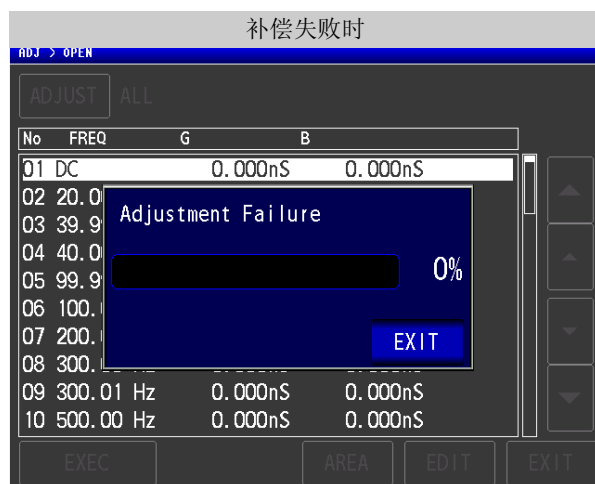 补偿失败时
ADJ > OPEN
ADJUST ALL
No FREQ G B
01 DC 0.000nS 0.000nS
02 20.0
03 39.9
04 40.0
05 99.9
06 100.
07 200.
08 300.
Adjustment Failure
0%
EXIT
09 300.01 Hz 0.000nS 0.000nS
10 500.00 Hz 0.000nS 0.000nS
EXEC AREA EDIT EXIT